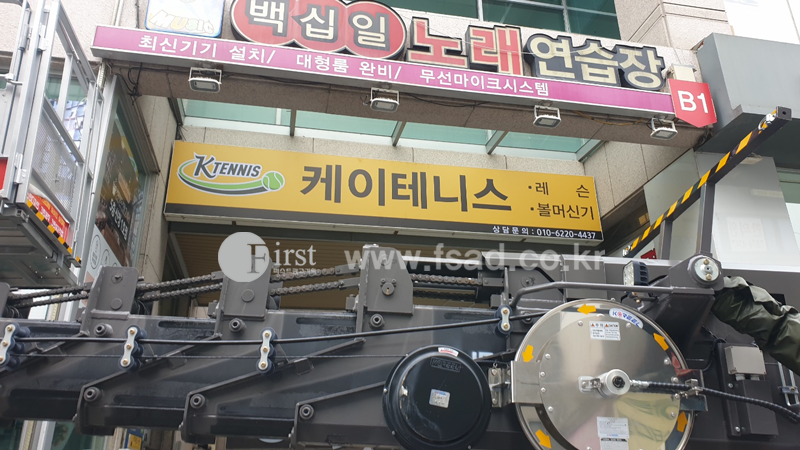 MUSIC
백십일 노래연습장
최신기기 설치/ 대형룸 완비/ 무선마이크시스템
B1
K TENNIS
케이테니스
·레 슨
·볼머신기
상담문의 : 010-6220-4437
First
www.fsad.co.kr